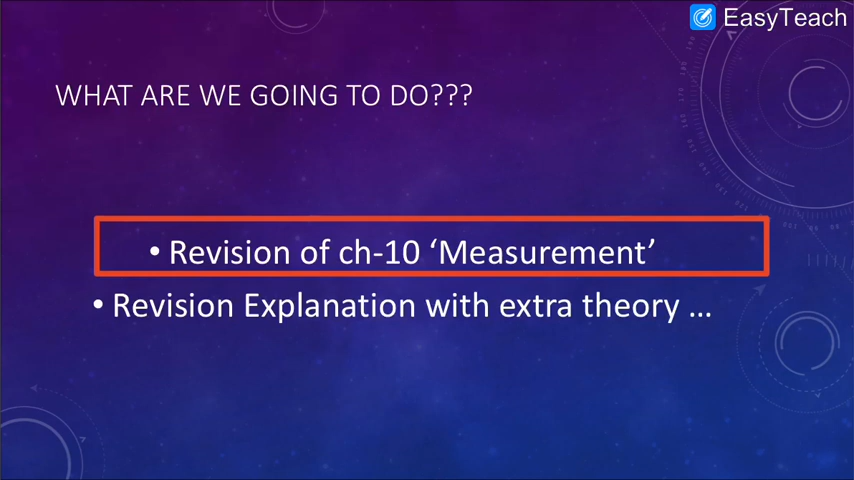 EasyTeach
WHAT ARE WE GOING TO DO???
• Revision of ch-10 ‘Measurement’
• Revision Explanation with extra theory ...